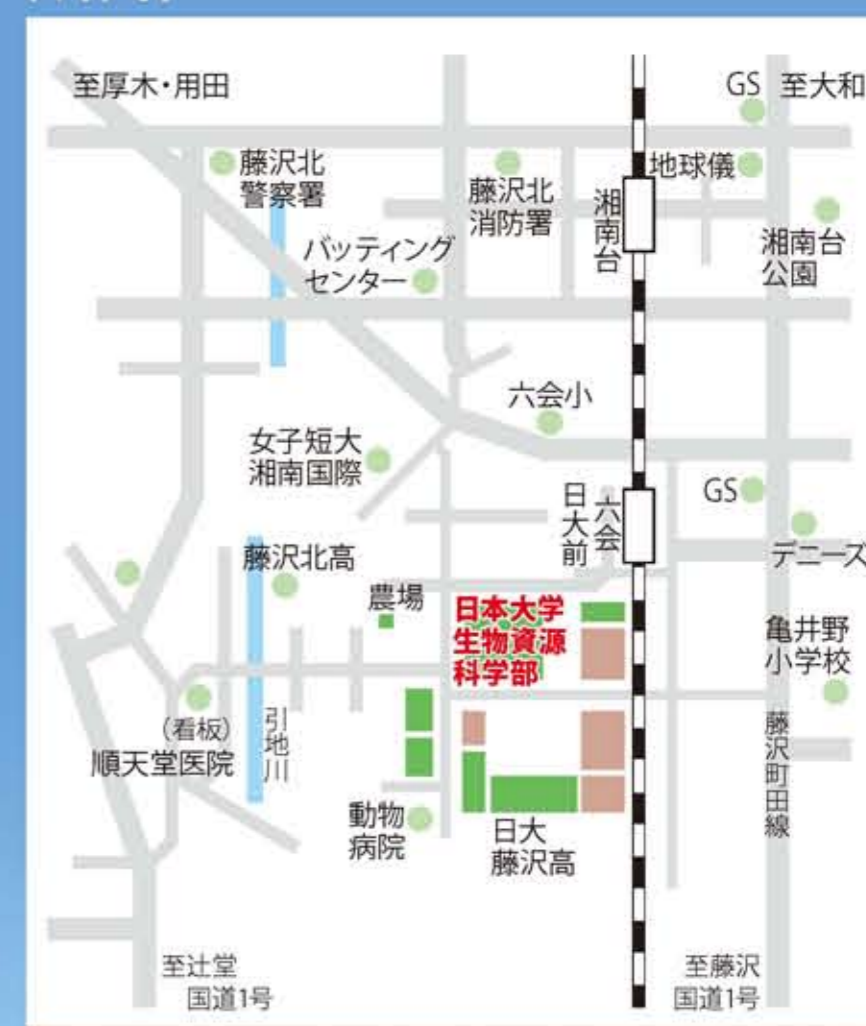 至厚木・用田
GS
至大和
藤沢北
警察署
藤沢北
消防署
地球儀
湘南台
湘南台
公園
バッティング
センター
六会小
女子短大
湘南国際
GS
六会
日大前
デニーズ
藤沢北高
農場
日本大学
生物資源
科学部
亀井野
小学校
(看板)
順天堂医院
引地川
藤沢町田線
動物
病院
日大
藤沢高
至辻堂
国道1号
至藤沢
国道1号